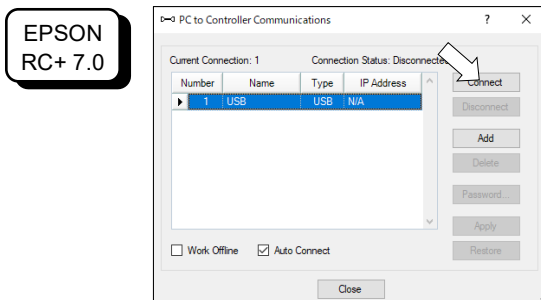 EPSON
RC+ 7.0
PC to Controller Communications
?
Current Connection: 1
Connection Status: Disconnected
Number Name Type IP Address
1 USB USB N/A
Connect
Disconnect
Add
Delete
Password...
Apply
Restore
Work Offline
Auto Connect
Close